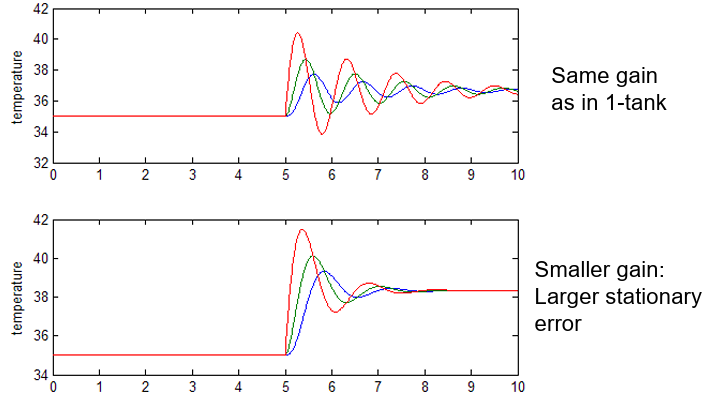 42
40
38
36
34
32
temperature
0 1 2 3 4 5 6 7 8 9 10
Same gain
as in 1-tank
42
40
38
36
34
temperature
0 1 2 3 4 5 6 7 8 9 10
Smaller gain:
Larger stationary
error